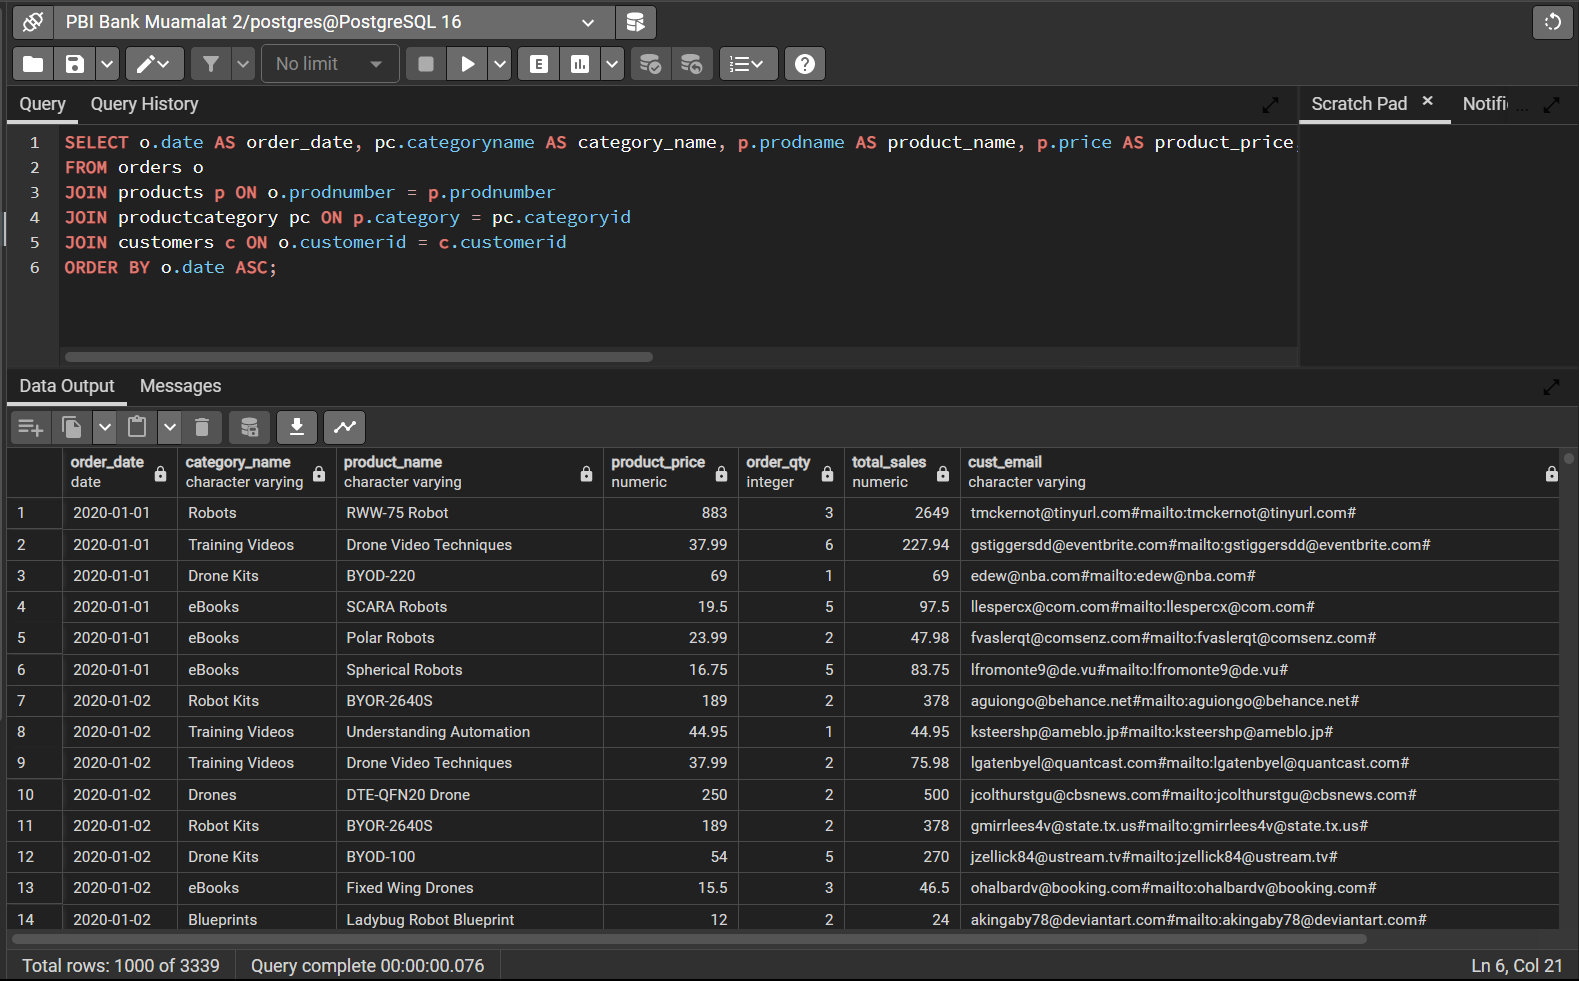 PBI Bank Muamalat 2/postgres@PostgreSQL 16
No limit
E
Query Query History Scratch Pad × Notifi ...
1 SELECT o.date AS order_date, pc.categoryname AS category_name, p.prodname AS product_name, p.price AS product_price,
2 FROM orders o
3 JOIN products p ON o.prodnumber = p.prodnumber
4 JOIN productcategory pc ON p.category = pc.categoryid
5 JOIN customers c ON o.customerid = c.customerid
6 ORDER BY o.date ASC;
Data Output Messages
order_date category_name product_name product_price order_qty total_sales cust_email
date character varying character varying numeric integer numeric character varying
1 2020-01-01 Robots RWW-75 Robot 883 3 2649 tmckernot@tinyurl.com#mailto:tmckernot@tinyurl.com#
2 2020-01-01 Training Videos Drone Video Techniques 37.99 6 227.94 gstiggersdd@eventbrite.com#mailto:gstiggersdd@eventbrite.com#
3 2020-01-01 Drone Kits BYOD-220 69 1 69 edew@nba.com#mailto:edew@nba.com#
4 2020-01-01 eBooks SCARA Robots 19.5 5 97.5 llespercx@com.com#mailto:llespercx@com.com#
5 2020-01-01 eBooks Polar Robots 23.99 2 47.98 fvaslerqt@comsenz.com#mailto:fvaslerqt@comsenz.com#
6 2020-01-01 eBooks Spherical Robots 16.75 5 83.75 lfromonte9@de.vu#mailto:lfromonte9@de.vu#
7 2020-01-02 Robot Kits BYOR-2640S 189 2 378 aguiongo@behance.net#mailto:aguiongo@behance.net#
8 2020-01-02 Training Videos Understanding Automation 44.95 1 44.95 ksteershp@ameblo.jp#mailto:ksteershp@ameblo.jp#
9 2020-01-02 Training Videos Drone Video Techniques 37.99 2 75.98 lgatenbyel@quantcast.com#mailto:lgatenbyel@quantcast.com#
10 2020-01-02 Drones DTE-QFN20 Drone 250 2 500 jcolthurstgu@cbsnews.com#mailto:jcolthurstgu@cbsnews.com#
11 2020-01-02 Robot Kits BYOR-2640S 189 2 378 gmirrlees4v@state.tx.us#mailto:gmirrlees4v@state.tx.us#
12 2020-01-02 Drone Kits BYOD-100 54 5 270 jzellick84@ustream.tv#mailto:jzellick84@ustream.tv#
13 2020-01-02 eBooks Fixed Wing Drones 15.5 3 46.5 ohalbardv@booking.com#mailto:ohalbardv@booking.com#
14 2020-01-02 Blueprints Ladybug Robot Blueprint 12 2 24 akingaby78@deviantart.com#mailto:akingaby78@deviantart.com#
Total rows: 1000 of 3339 Query complete 00:00:00.076 Ln 6, Col 21